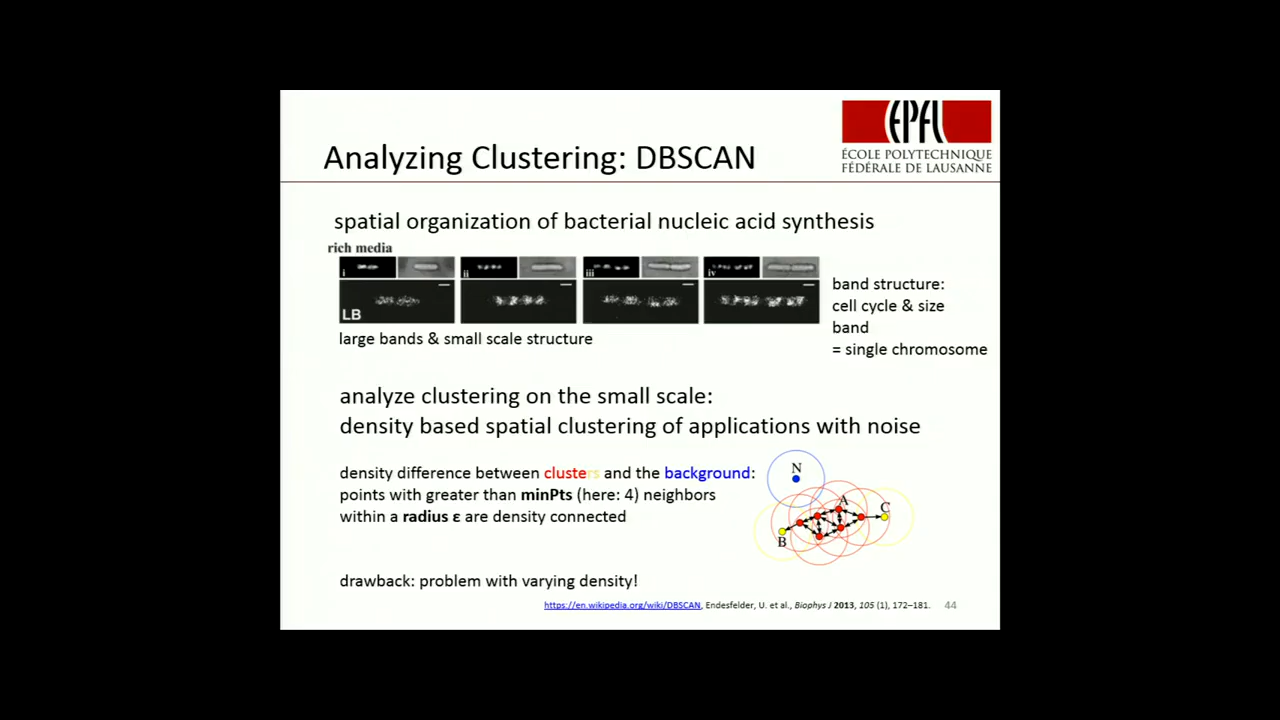 EPFL
ÉCOLE POLYTECHNIQUE
FÉDÉRALE DE LAUSANNE
Analyzing Clustering: DBSCAN
spatial organization of bacterial nucleic acid synthesis
rich media
i
ii
iii
iv
LB
band structure:
cell cycle & size
band
= single chromosome
large bands & small scale structure
analyze clustering on the small scale:
density based spatial clustering of applications with noise
density difference between clusters and the background:
points with greater than minPts (here: 4) neighbors
within a radius ε are density connected
N
A
C
B
drawback: problem with varying density!
https://en.wikipedia.org/wiki/DBSCAN, Endesfelder, U. et al., Biophys J 2013, 105 (1), 172–181.
44